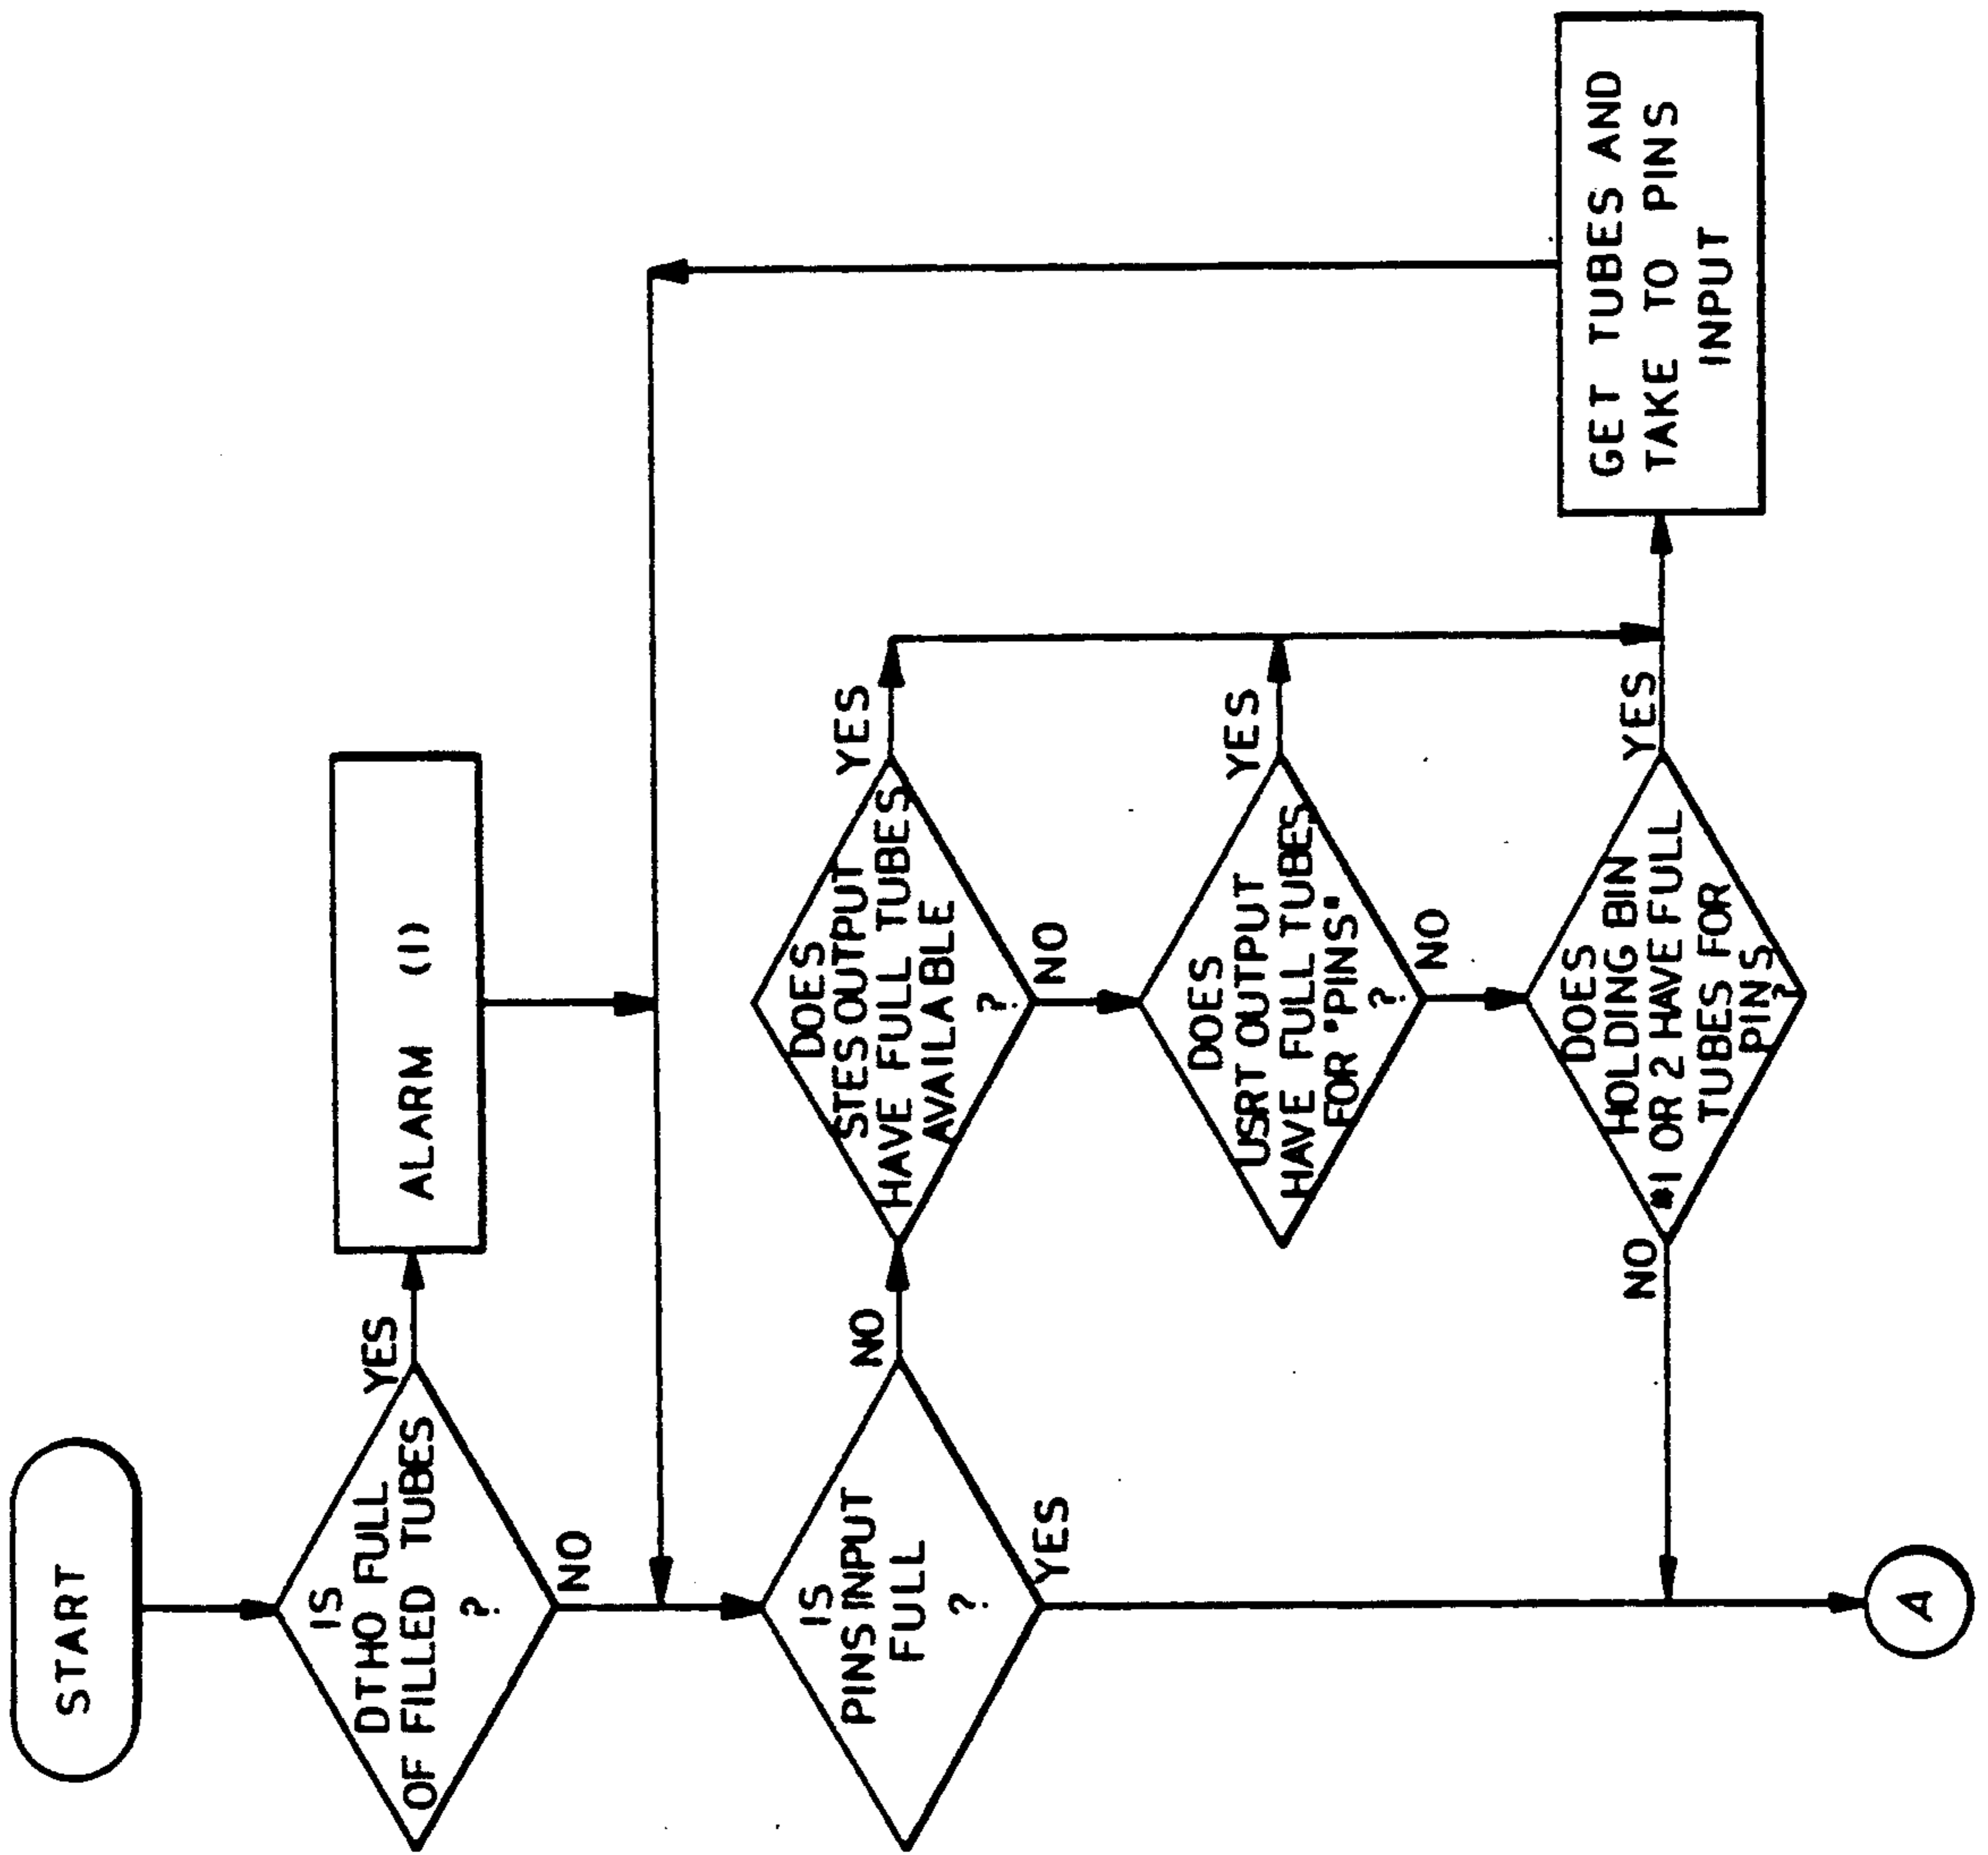 START
IS
DTHO FULL
OF FILLED TUBES
?
YES
NO
ALARM (1)
IS
PINS INPUT
FULL
?
NO
YES
DOES
STES OUTPUT
HAVE FULL TUBES
AVAILABLE
?
YES
NO
DOES
USRT OUTPUT
HAVE FULL TUBES
FOR "PINS"
?
YES
NO
DOES
HOLDING BIN
#1 OR 2 HAVE FULL
TUBES FOR
PINS
?
YES
NO
GET TUBES AND
TAKE TO PINS
INPUT
A